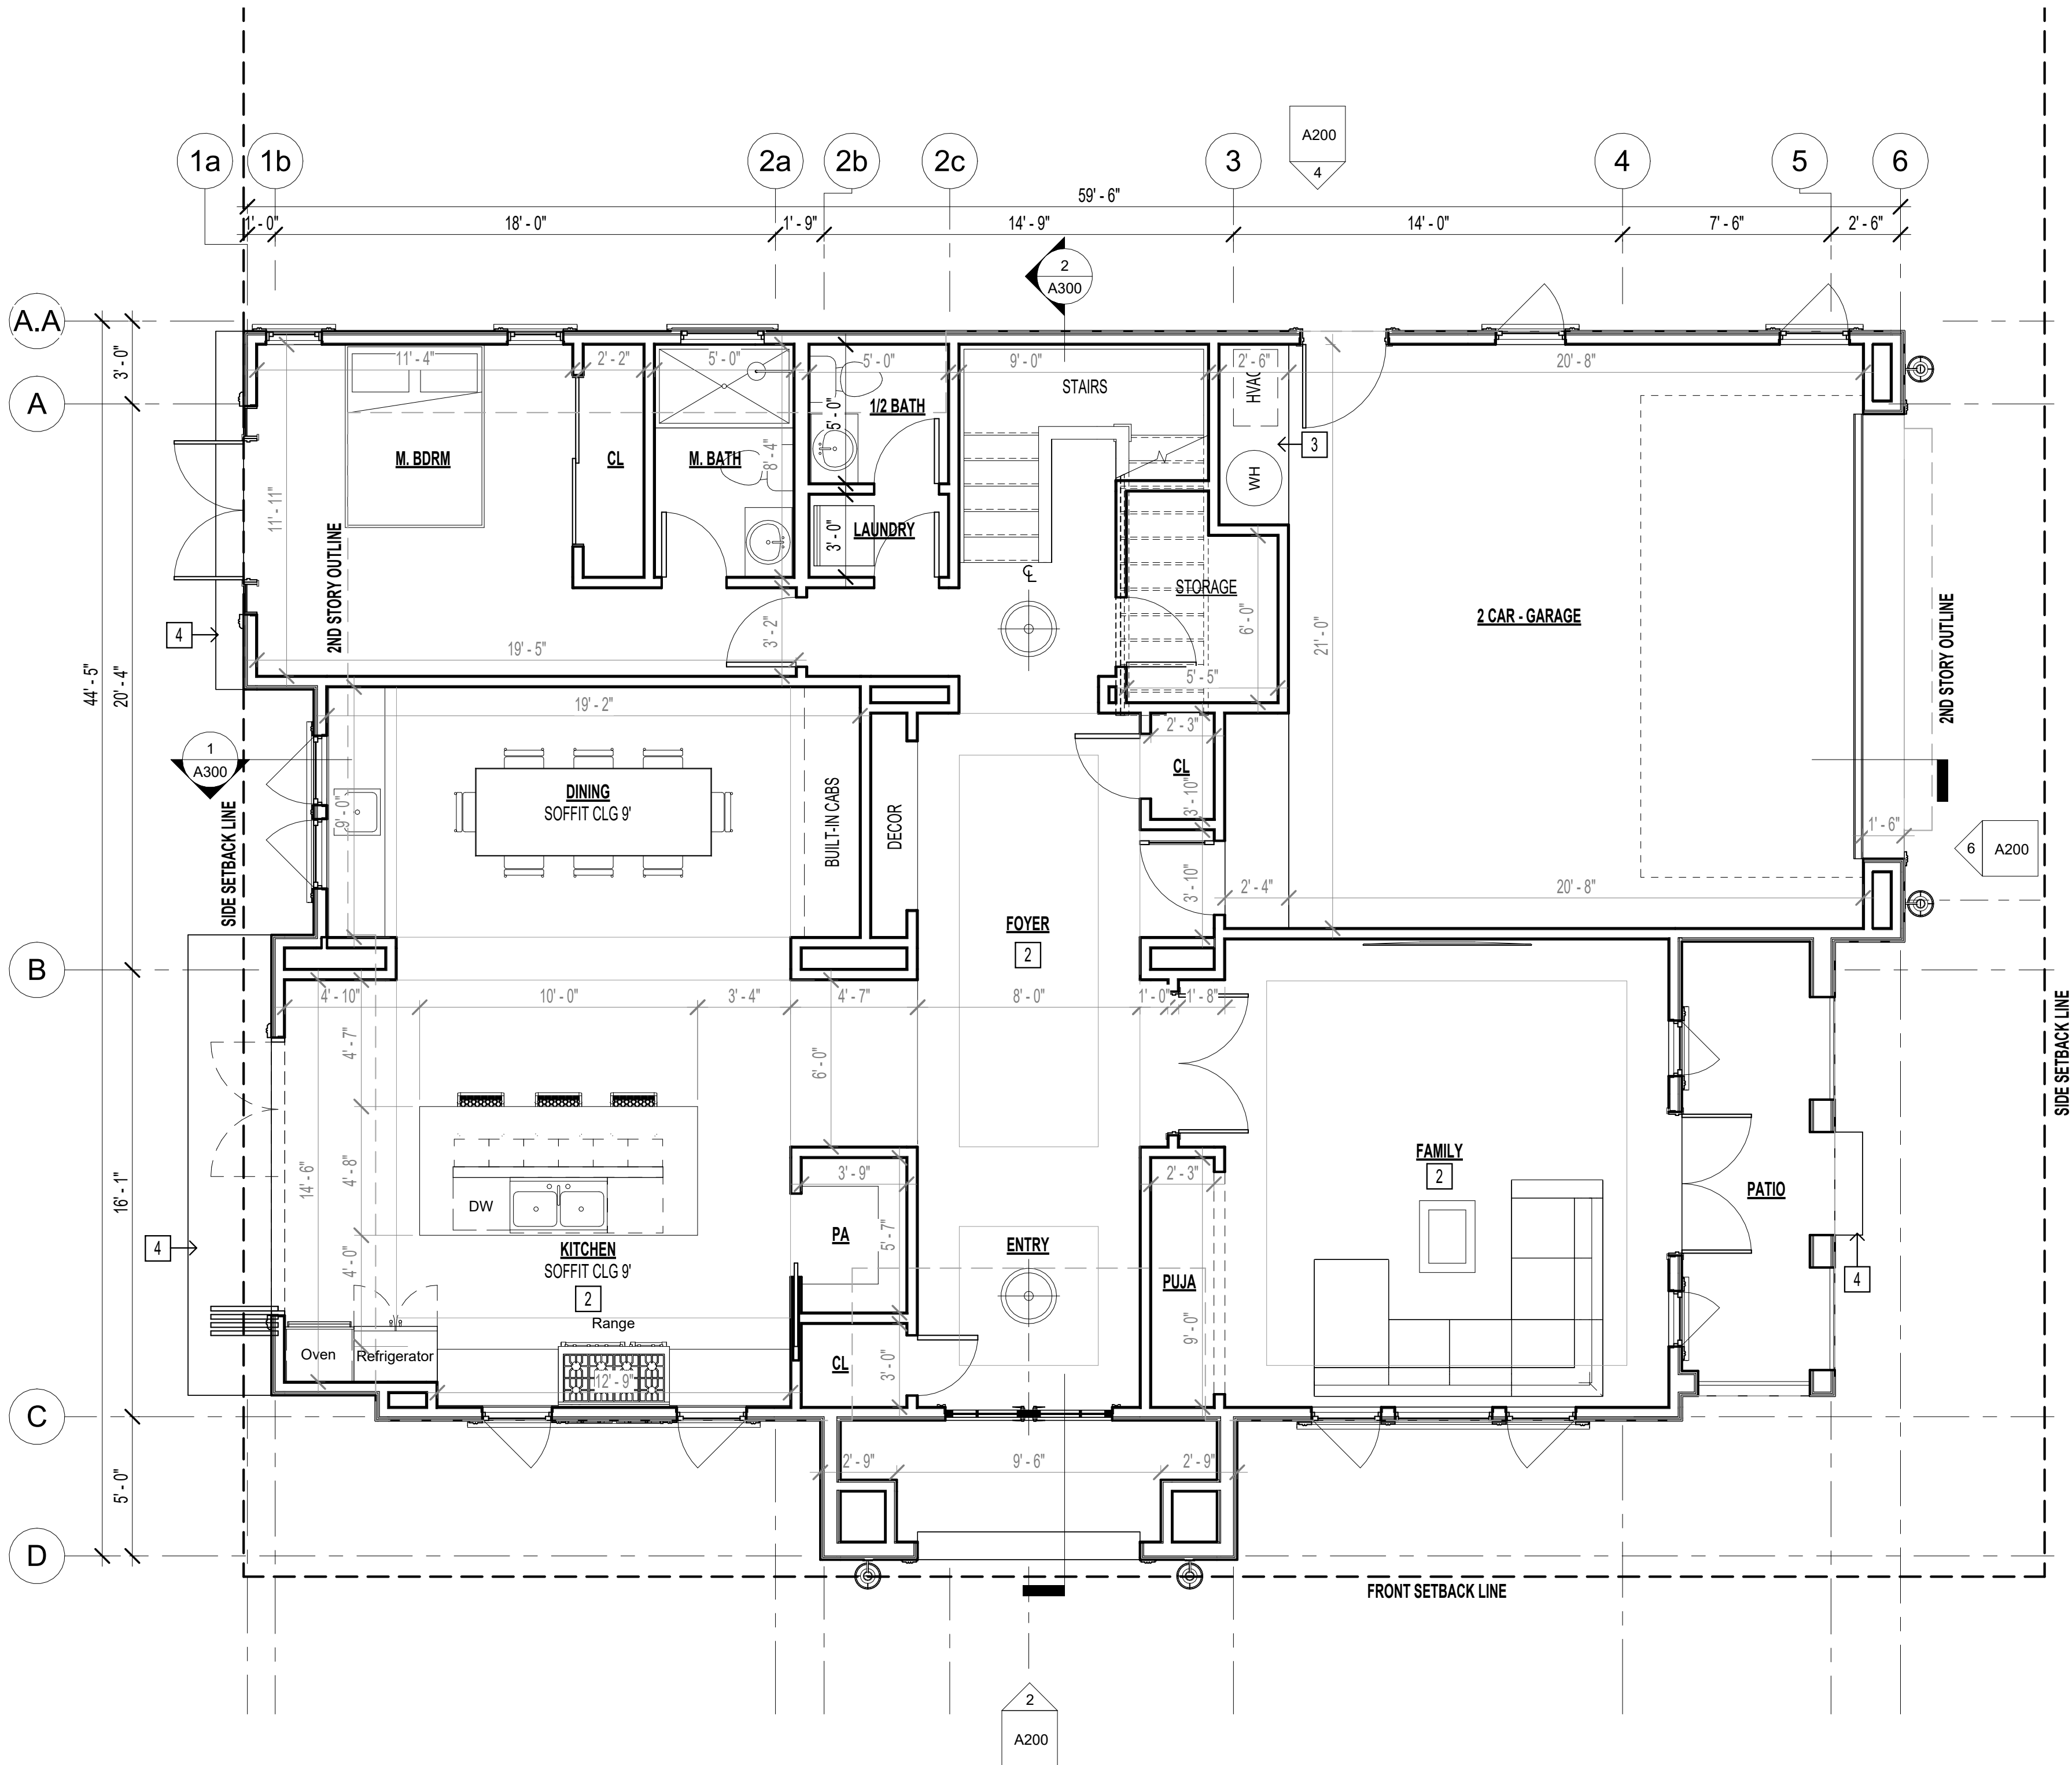 A200
4
1a
1b
2a
2b
2c
3
4
5
6
59' - 6"
1' - 0"
18' - 0"
1' - 9"
14' - 9"
14' - 0"
7' - 6"
2' - 6"
2
A300
A.A
A
B
C
D
3' - 0"
44' - 5"
20' - 4"
16' - 1"
5' - 0"
11' - 4"
2' - 2"
5' - 0"
5' - 0"
9' - 0"
2' - 6"
20' - 8"
STAIRS
HVAC
1/2 BATH
5' - 0"
3
M. BDRM
CL
M. BATH
8' - 4"
WH
11' - 11"
2ND STORY OUTLINE
3' - 0"
LAUNDRY
℄
STORAGE
6' - 0"
2 CAR - GARAGE
21' - 0"
2ND STORY OUTLINE
4
19' - 5"
3' - 2"
5' - 5"
19' - 2"
2' - 3"
1
A300
CL
3' - 10"
DINING
SOFFIT CLG 9'
9' - 0"
BUILT-IN CABS
DECOR
1' - 6"
6
A200
SIDE SETBACK LINE
3' - 10"
2' - 4"
20' - 8"
FOYER
2
4' - 10"
10' - 0"
3' - 4"
4' - 7"
8' - 0"
1' - 0"
1' - 8"
4' - 7"
6' - 0"
SIDE SETBACK LINE
14' - 6"
4' - 8"
DW
3' - 9"
2' - 3"
FAMILY
2
PATIO
PA
5' - 7"
4
KITCHEN
SOFFIT CLG 9'
2
4' - 0"
ENTRY
PUJA
4
Range
9' - 0"
Oven
Refrigerator
CL
3' - 0"
12' - 9"
2' - 9"
9' - 6"
2' - 9"
FRONT SETBACK LINE
2
A200